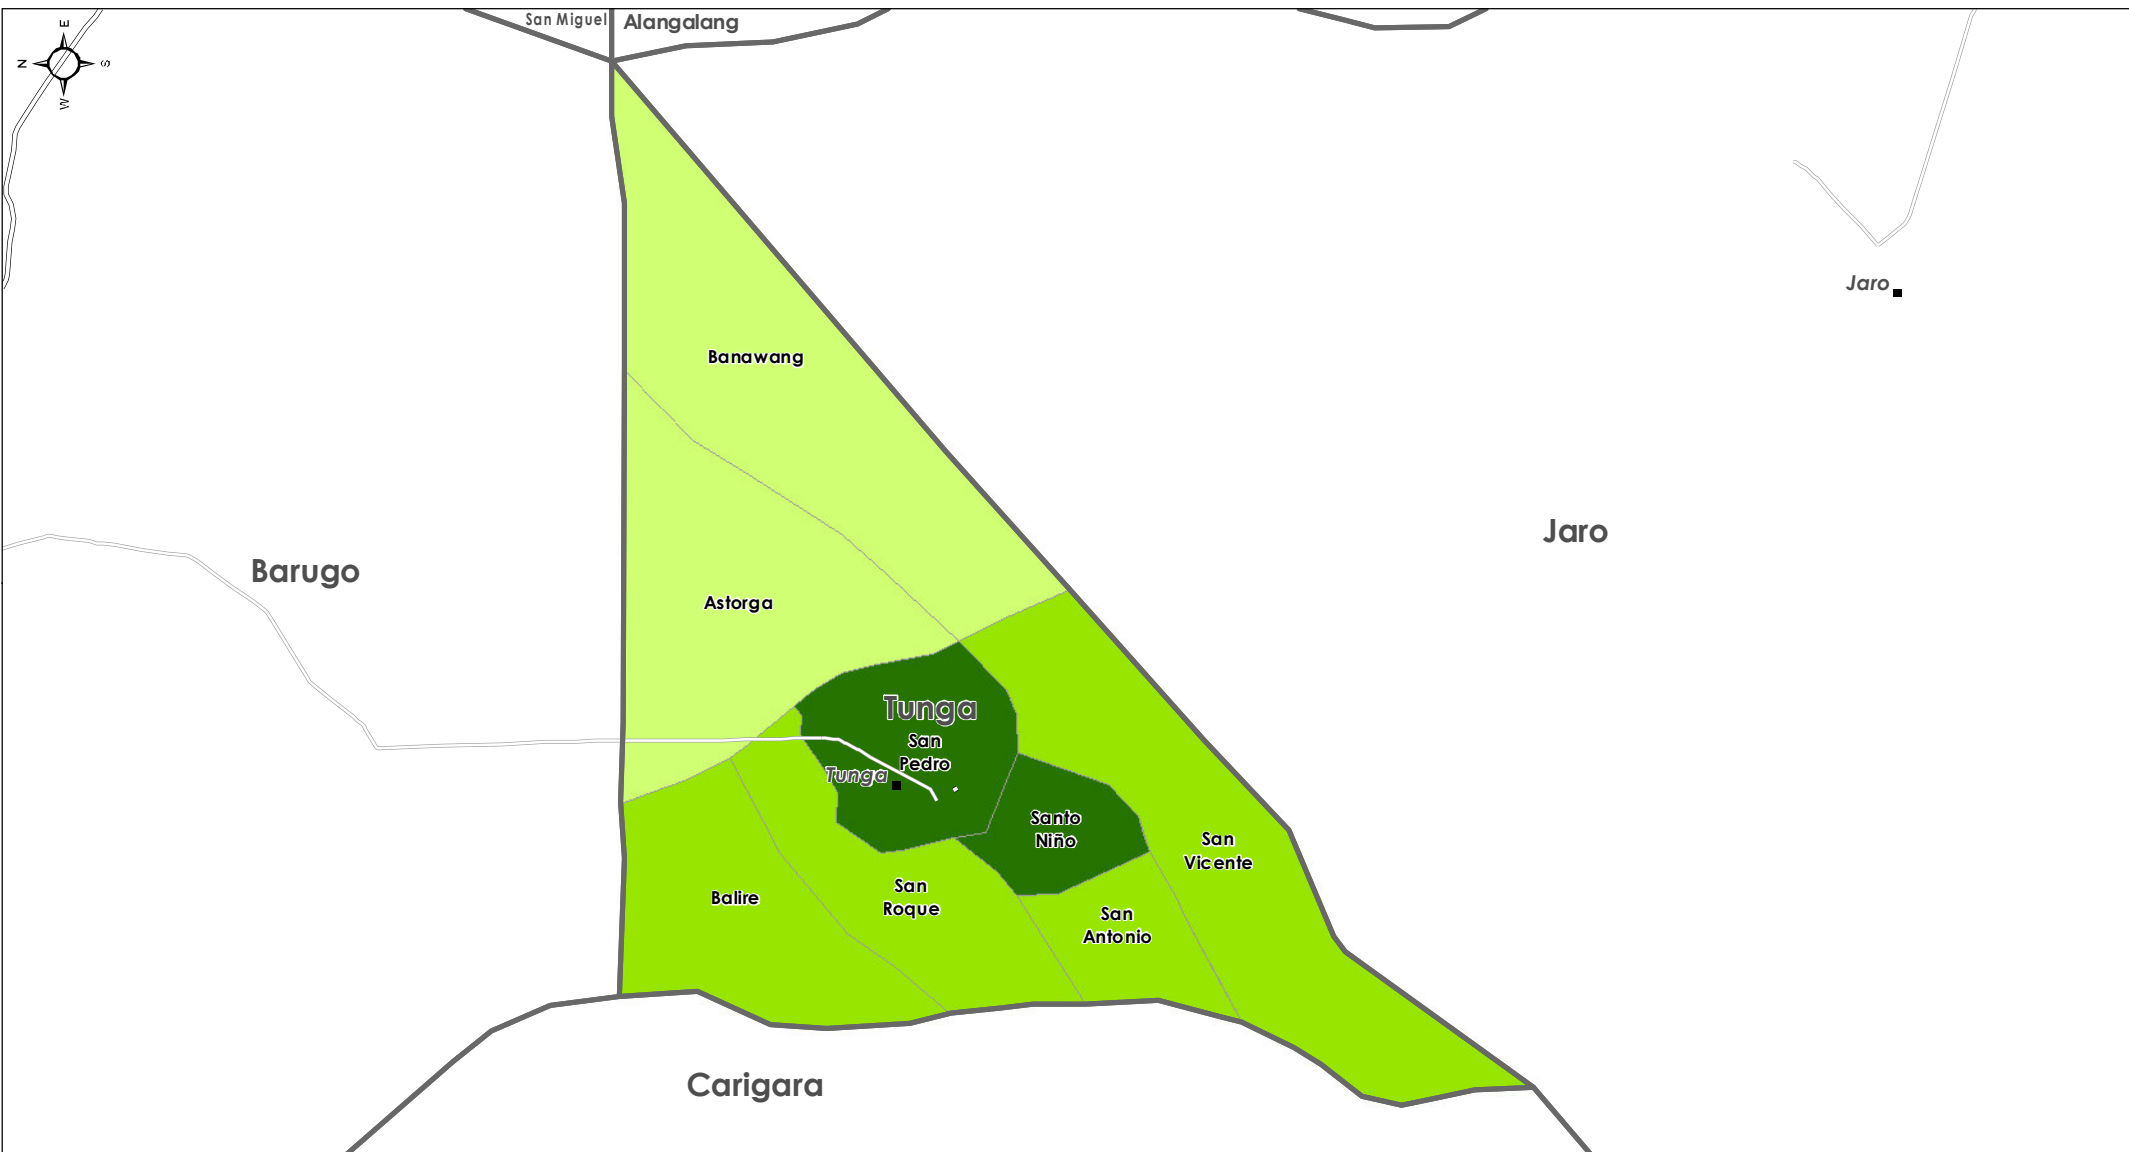 San Miguel
Alangalang
E
N
S
W
Jaro
Banawang
Jaro
Barugo
Astorga
Tunga
San
Pedro
Tunga
Santo
Niño
San
Vicente
Balire
San
Roque
San
Antonio
Carigara